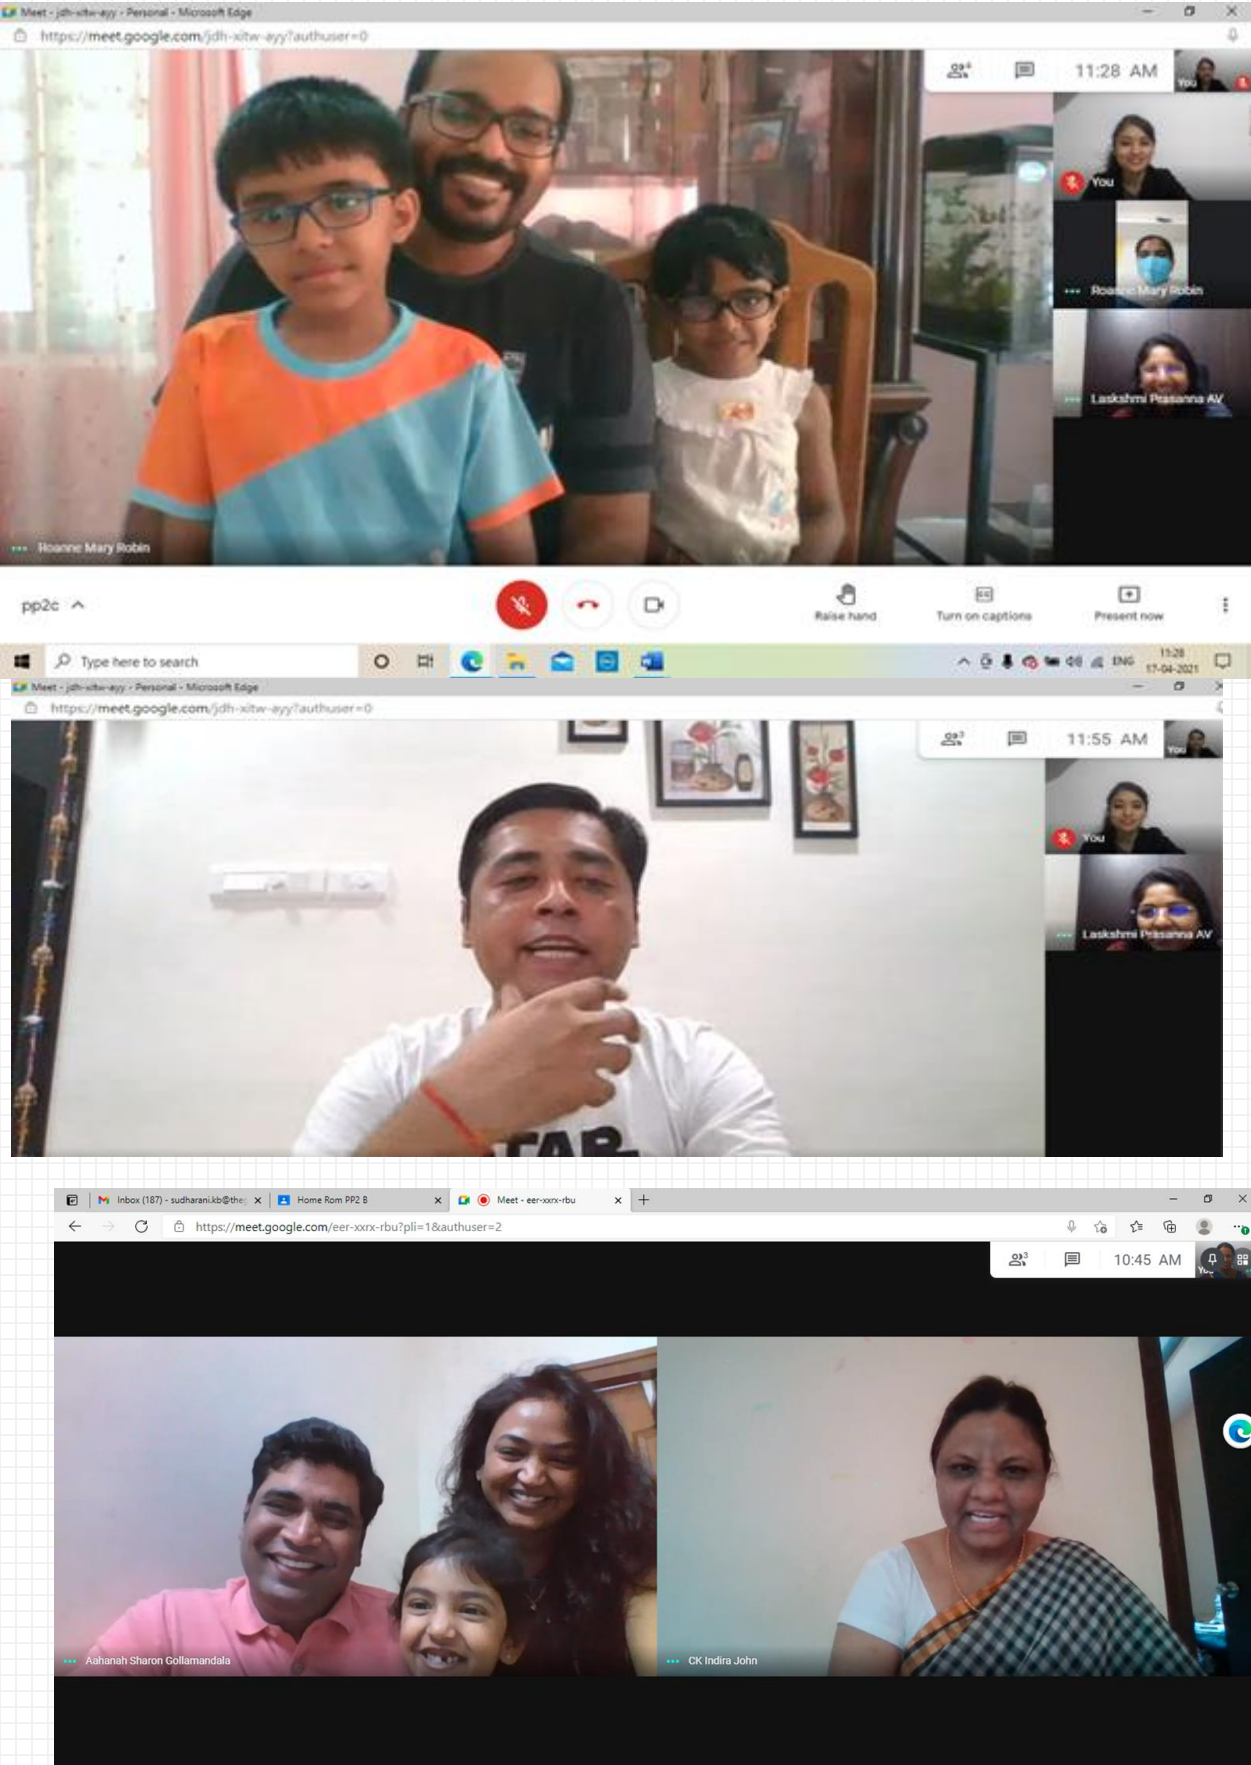 Meet - jdh-xitw-ayy - Personal - Microsoft Edge
https://meet.google.com/jdh-xitw-ayy?authuser=0
4
11:28 AM
You
You
Roanne Mary Robin
Laskshmi Prasanna AV
Roanne Mary Robin
pp2c
Raise hand
Turn on captions
Present now
Type here to search
ENG
11:28
17-04-2021
Meet - jdh-xitw-ayy - Personal - Microsoft Edge
https://meet.google.com/jdh-xitw-ayy?authuser=0
3
11:55 AM
You
You
Laskshmi Prasanna AV
TAR
Inbox (187) - sudharani.kb@the
Home Rom PP2 B
Meet - eer-xxrx-rbu
https://meet.google.com/eer-xxrx-rbu?pli=1&authuser=2
3
10:45 AM
Aahanah Sharon Gollamandala
CK Indira John